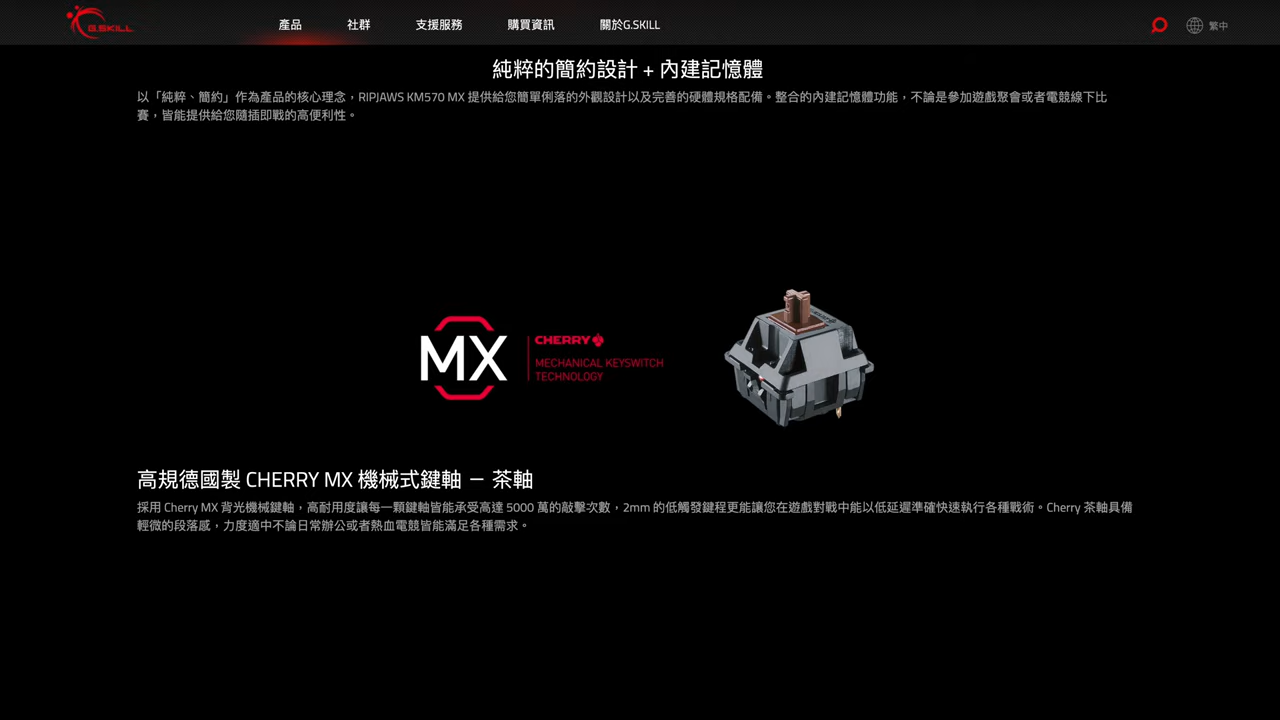 G.SKILL
產品
社群
支援服務
購買資訊
關於G.SKILL
繁中
純粹的簡約設計 + 內建記憶體
以「純粹、簡約」作為產品的核心理念，RIPJAWS KM570 MX 提供給您簡單俐落的外觀設計以及完善的硬體規格配備。整合的內建記憶體功能，不論是參加遊戲聚會或者電競線下比
賽，皆能提供給您隨插即戰的高便利性。
MX
CHERRY
MECHANICAL KEYSWITCH
TECHNOLOGY
高規德國製 CHERRY MX 機械式鍵軸 － 茶軸
採用 Cherry MX 背光機械鍵軸，高耐用度讓每一顆鍵軸皆能承受高達 5000 萬的敲擊次數，2mm 的低觸發鍵程更能讓您在遊戲對戰中能以低延遲準確快速執行各種戰術。Cherry 茶軸具備
輕微的段落感，力度適中不論日常辦公或者熱血電競皆能滿足各種需求。